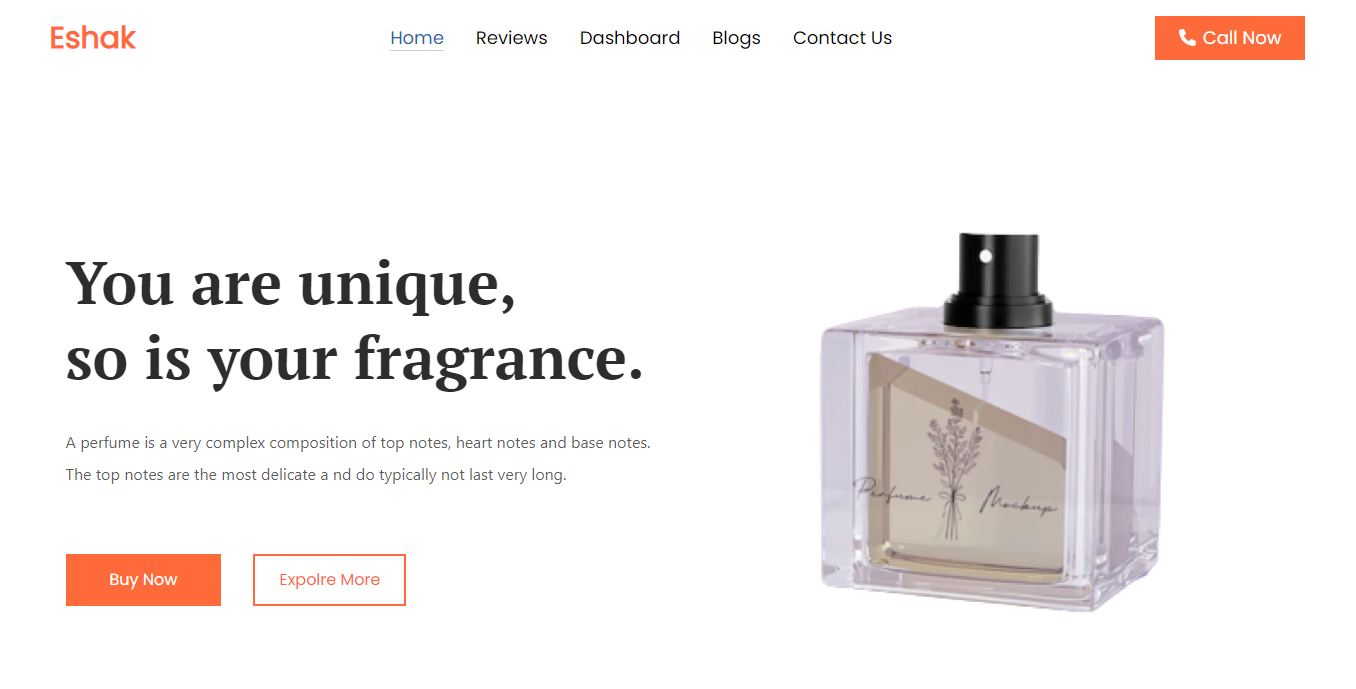 Eshak
Home
Reviews
Dashboard
Blogs
Contact Us
Call Now
You are unique,
so is your fragrance.
A perfume is a very complex composition of top notes, heart notes and base notes.
The top notes are the most delicate a nd do typically not last very long.
Perfume Mockup
Buy Now
Expolre More